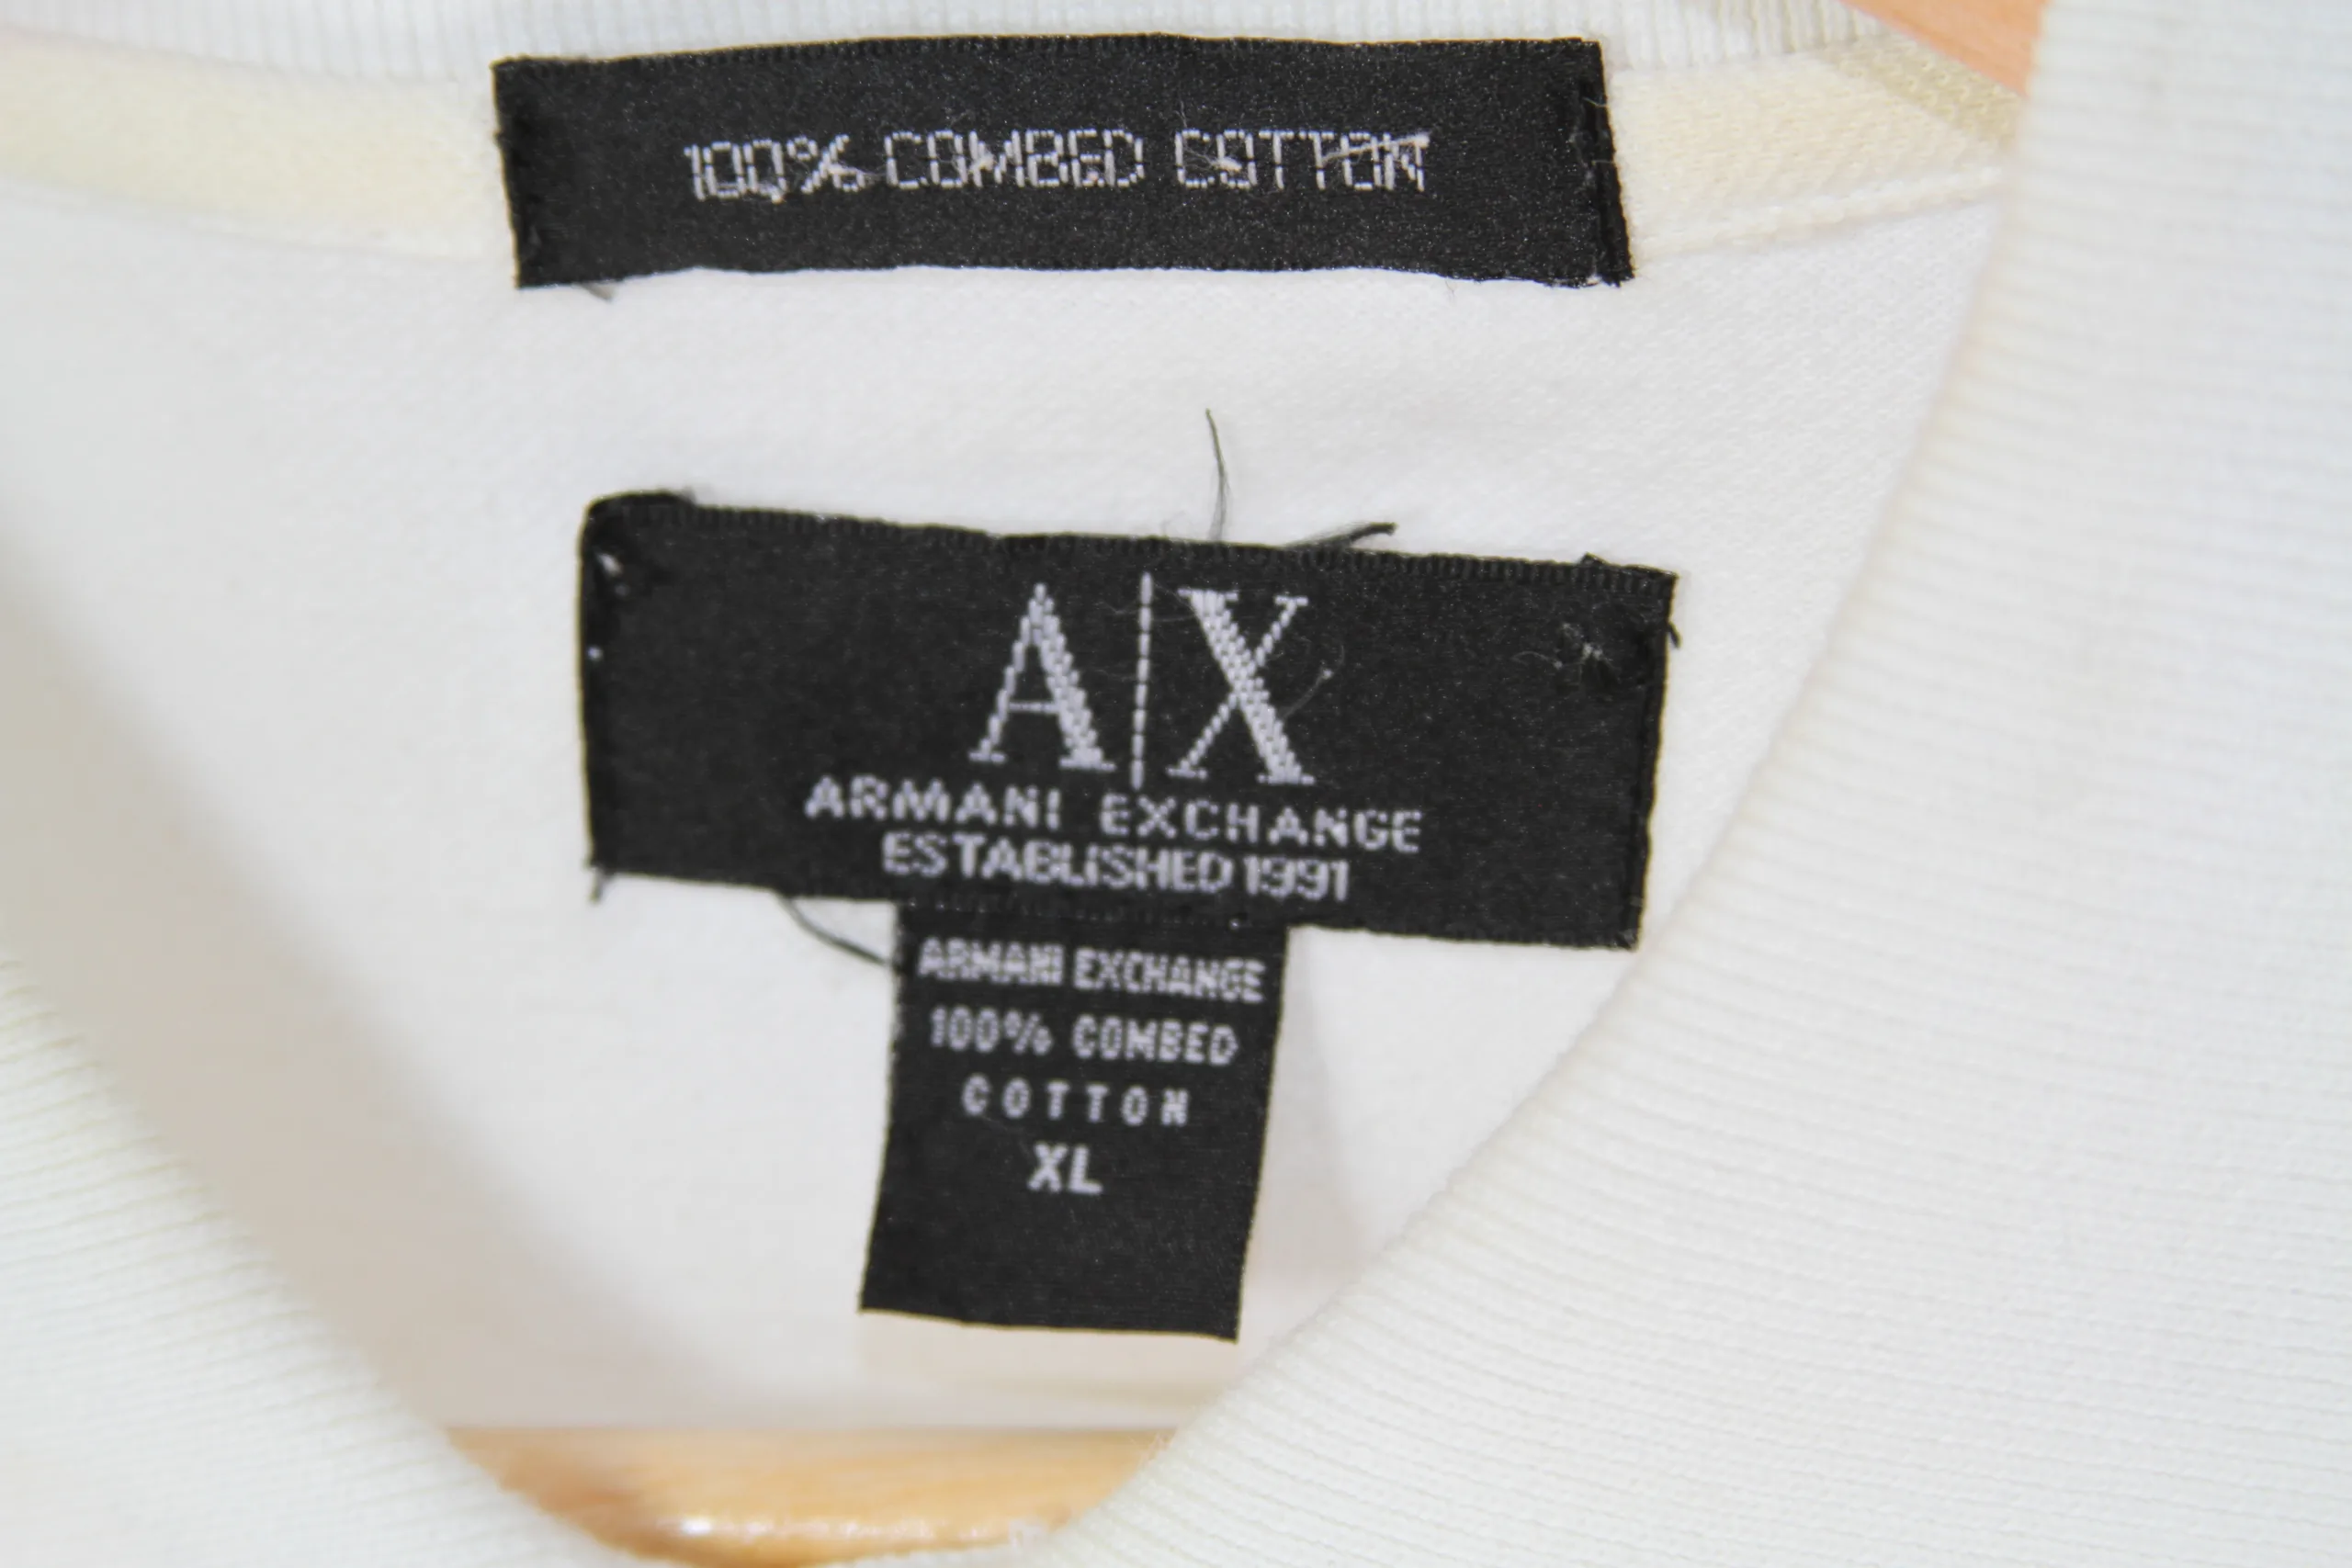 100% COMBED COTTON
A|X
ARMANI EXCHANGE
ESTABLISHED 1991
ARMANI EXCHANGE
100% COMBED
COTTON
XL